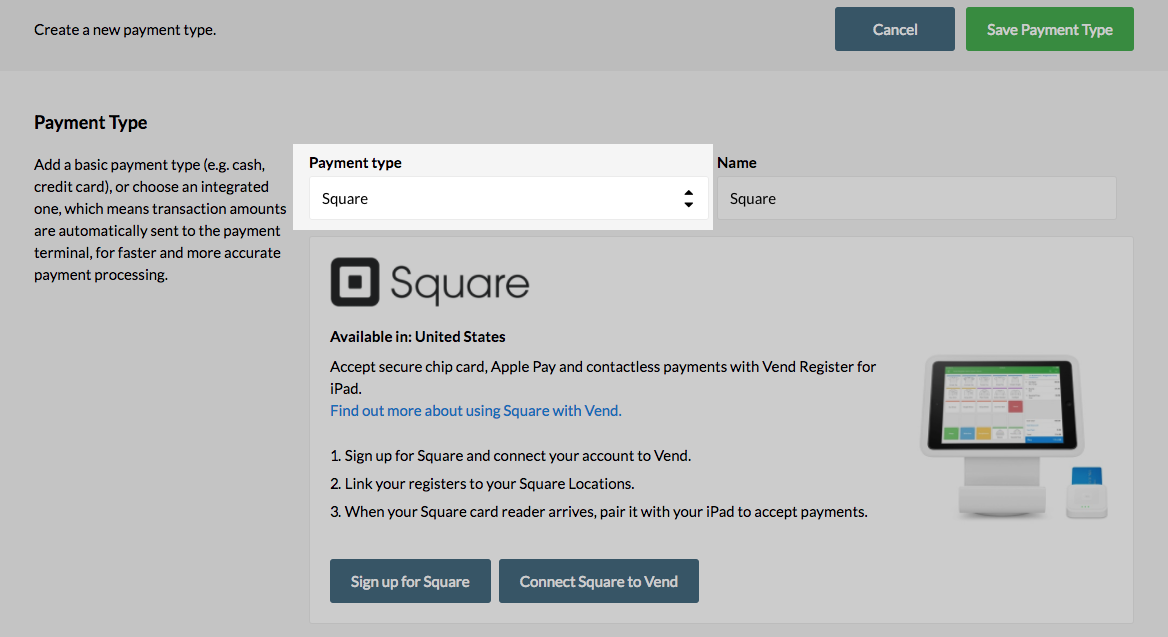 Create a new payment type.
Cancel
Save Payment Type
Payment Type
Add a basic payment type (e.g. cash,
credit card), or choose an integrated
one, which means transaction amounts
are automatically sent to the payment
terminal, for faster and more accurate
payment processing.
Payment type
Square
Name
Square
Square
Available in: United States
Accept secure chip card, Apple Pay and contactless payments with Vend Register for
iPad.
Find out more about using Square with Vend.
1. Sign up for Square and connect your account to Vend.
2. Link your registers to your Square Locations.
3. When your Square card reader arrives, pair it with your iPad to accept payments.
Sign up for Square
Connect Square to Vend